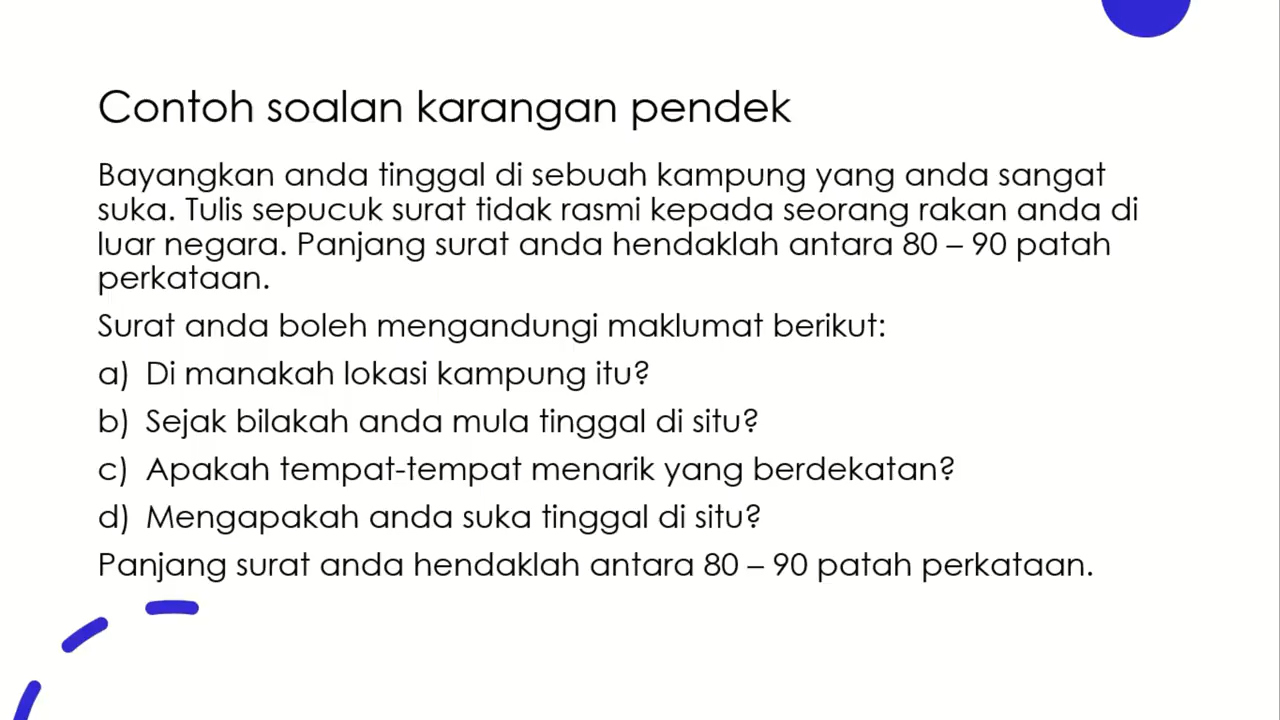 Contoh soalan karangan pendek
Bayangkan anda tinggal di sebuah kampung yang anda sangat
suka. Tulis sepucuk surat tidak rasmi kepada seorang rakan anda di
luar negara. Panjang surat anda hendaklah antara 80 – 90 patah
perkataan.
Surat anda boleh mengandungi maklumat berikut:
a) Di manakah lokasi kampung itu?
b) Sejak bilakah anda mula tinggal di situ?
c) Apakah tempat-tempat menarik yang berdekatan?
d) Mengapakah anda suka tinggal di situ?
Panjang surat anda hendaklah antara 80 – 90 patah perkataan.